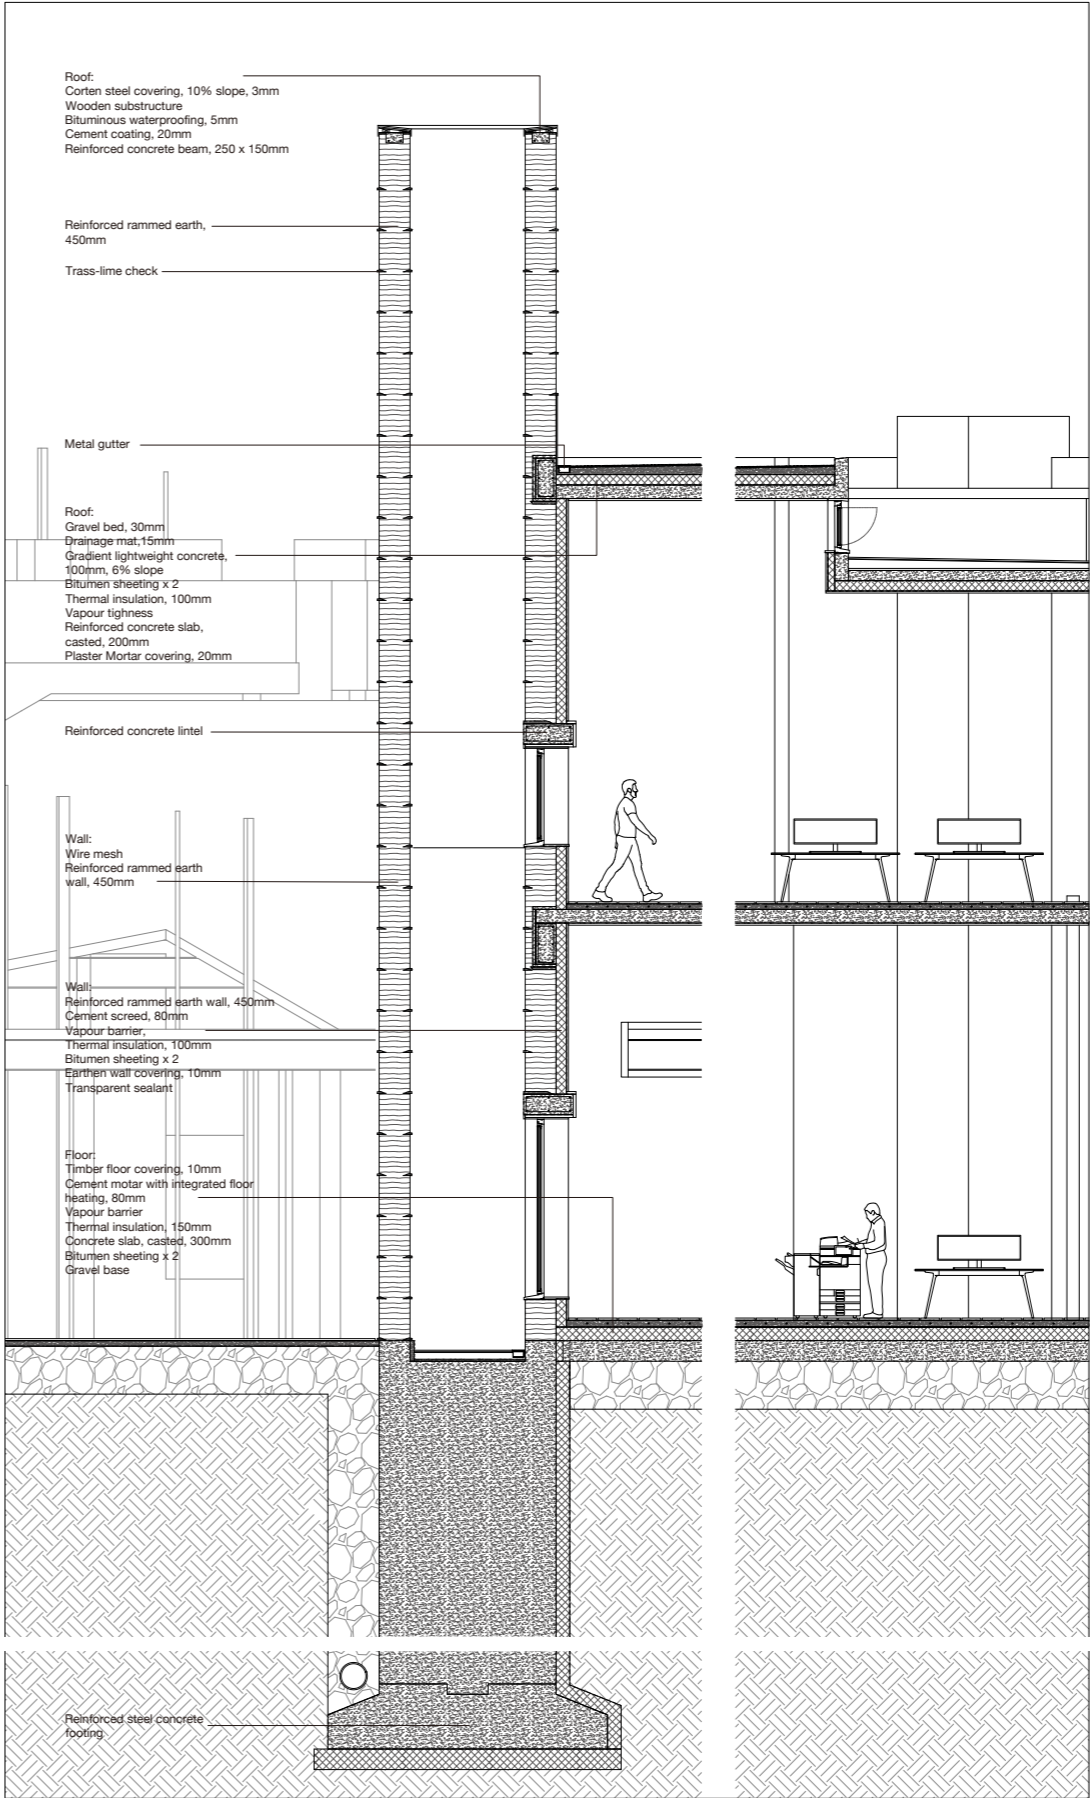 Roof:
Corten steel covering, 10% slope, 3mm
Wooden substructure
Bituminous waterproofing, 5mm
Cement coating, 20mm
Reinforced concrete beam, 250 x 150mm
Reinforced rammed earth,
450mm
Trass-lime check
Metal gutter
Roof:
Gravel bed, 30mm
Drainage mat,15mm
Gradient lightweight concrete,
100mm, 6% slope
Bitumen sheeting x 2
Thermal insulation, 100mm
Vapour tighness
Reinforced concrete slab,
casted, 200mm
Plaster Mortar covering, 20mm
Reinforced concrete lintel
Wall:
Wire mesh
Reinforced rammed earth
wall, 450mm
Wall:
Reinforced rammed earth wall, 450mm
Cement screed, 80mm
Vapour barrier,
Thermal insulation, 100mm
Bitumen sheeting x 2
Earthen wall covering, 10mm
Transparent sealant
Floor:
Timber floor covering, 10mm
Cement motar with integrated floor
heating, 80mm
Vapour barrier
Thermal insulation, 150mm
Concrete slab, casted, 300mm
Bitumen sheeting x 2
Gravel base
Reinforced steel concrete
footing